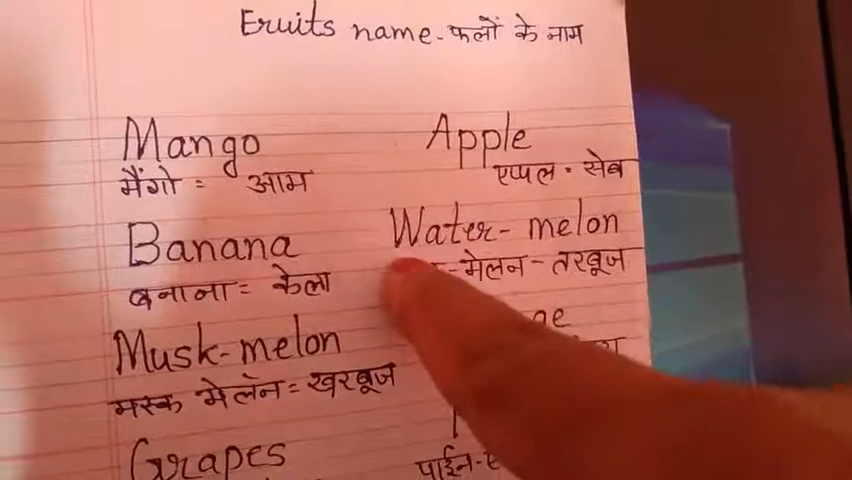 Fruits name - फलों के नाम
Mango
मैंगो = आम
Apple
एप्पल - सेब
Banana
बनाना = केला
Water-melon
-मेलन - तरबूज
Musk-melon
मस्क मेलॅन = खरबूज
Grapes
पाईन-ए